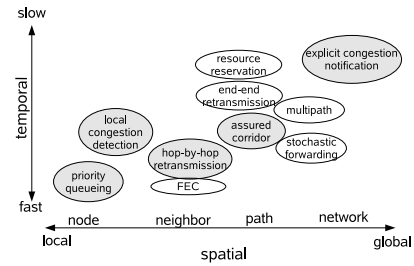 slow
explicit congestion
notification
resource
reservation
end-end
retransmission
multipath
temporal
local
congestion
detection
assured
corridor
stochastic
forwarding
hop-by-hop
retransmission
priority
queueing
FEC
fast
node
neighbor
path
network
local
global
spatial